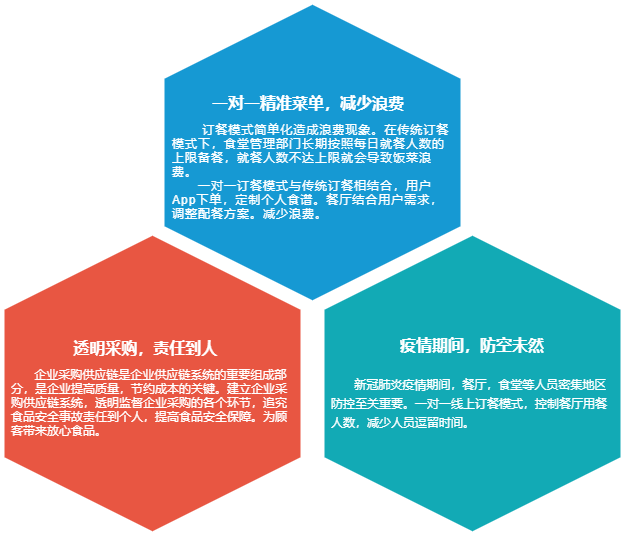 一对一精准菜单，减少浪费
订餐模式简单化造成浪费现象。在传统订餐
模式下，食堂管理部门长期按照每日就餐人数的
上限备餐，就餐人数不达上限就会导致饭菜浪
费。
一对一订餐模式与传统订餐相结合，用户
App下单，定制个人食谱。餐厅结合用户需求，
调整配餐方案。减少浪费。
透明采购，责任到人
企业采购供应链是企业供应链系统的重要组成部
分，是企业提高质量，节约成本的关键。建立企业采
购供应链系统，透明监督企业采购的各个环节，追究
食品安全事故责任到个人，提高食品安全保障。为顾
客带来放心食品。
疫情期间，防空未然
新冠肺炎疫情期间，餐厅，食堂等人员密集地区
防控至关重要。一对一线上订餐模式，控制餐厅用餐
人数，减少人员逗留时间。